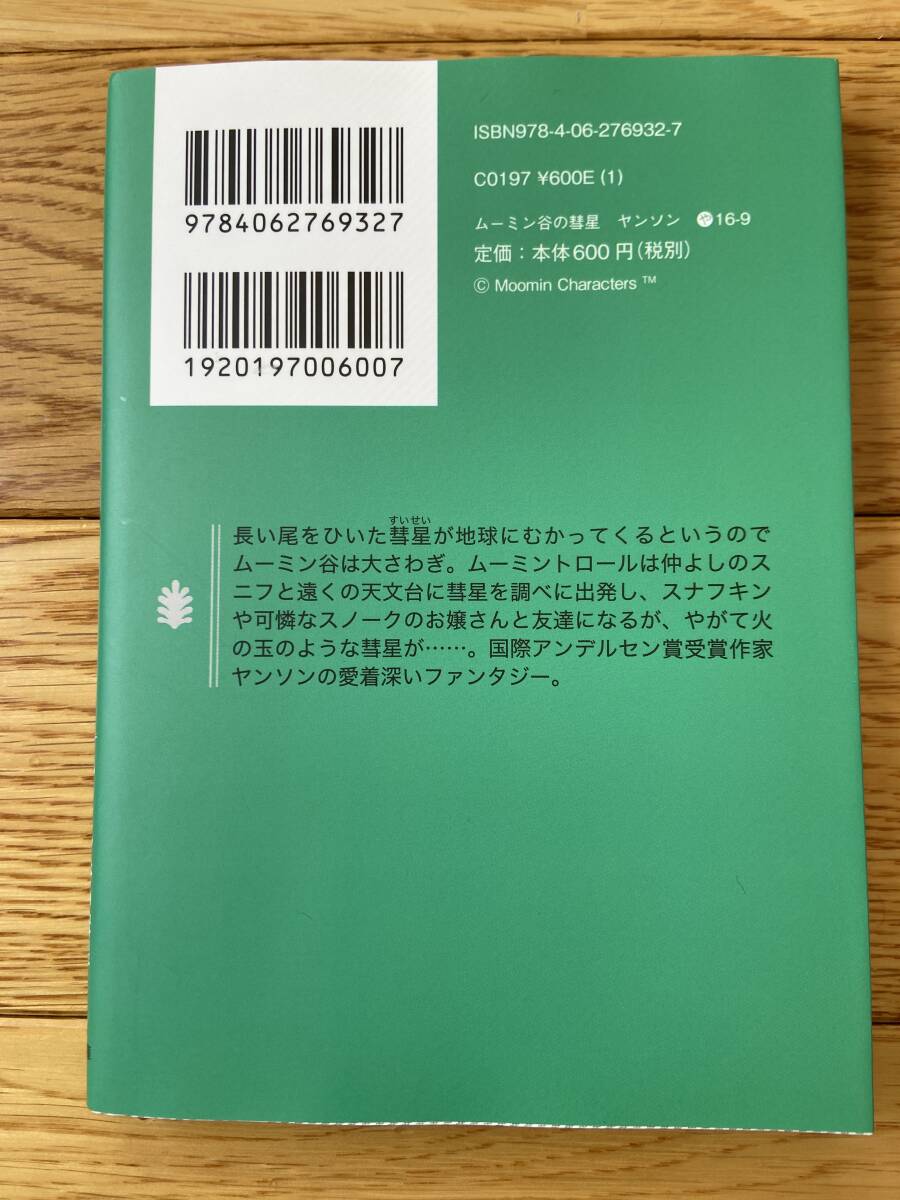 9784062769327
1920197006007
ISBN978-4-06-276932-7
C0197 ¥600E (1)
ムーミン谷の彗星 ヤンソン や16-9
定価：本体600円（税別）
© Moomin Characters ™
すいせい
長い尾をひいた彗星が地球にむかってくるというので
ムーミン谷は大さわぎ。ムーミントロールは仲よしのス
ニフと遠くの天文台に彗星を調べに出発し、スナフキン
や可憐なスノークのお嬢さんと友達になるが、やがて火
の玉のような彗星が……。国際アンデルセン賞受賞作家
ヤンソンの愛着深いファンタジー。